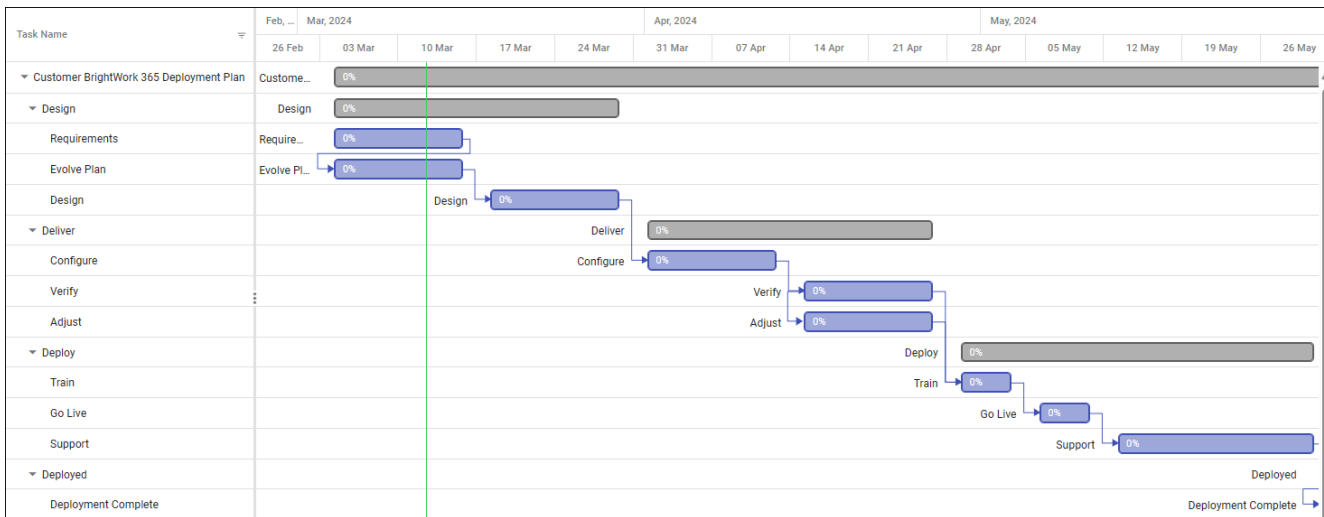 Feb, ... Mar, 2024 Apr, 2024 May, 2024
Task Name
26 Feb 03 Mar 10 Mar 17 Mar 24 Mar 31 Mar 07 Apr 14 Apr 21 Apr 28 Apr 05 May 12 May 19 May 26 May
Customer BrightWork 365 Deployment Plan Custome... 0%
Design Design 0%
Requirements Require... 0%
Evolve Plan Evolve Pl... 0%
Design Design 0%
Deliver Deliver 0%
Configure Configure 0%
Verify Verify 0%
Adjust Adjust 0%
Deploy Deploy 0%
Train Train 0%
Go Live Go Live 0%
Support Support 0%
Deployed Deployed
Deployment Complete Deployment Complete